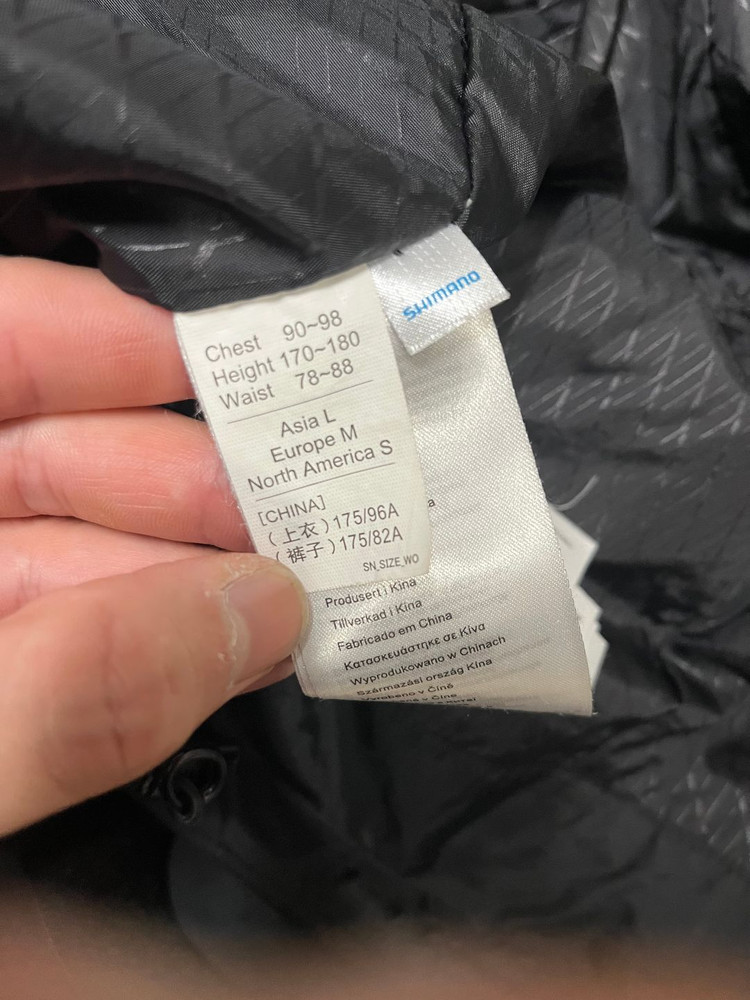 SHIMANO
Chest 90~98
Height 170~180
Waist 78~88
Asia L
Europe M
North America S
[CHINA]
(上衣)175/96A
(裤子)175/82A
SN_SIZE_WO
Produsert i Kina
Tillverkad i Kina
Fabricado em China
Κατασκευάστηκε σε Κίνα
Wyprodukowano w Chinach
Származási ország Kína
Vyrobeno v Číně